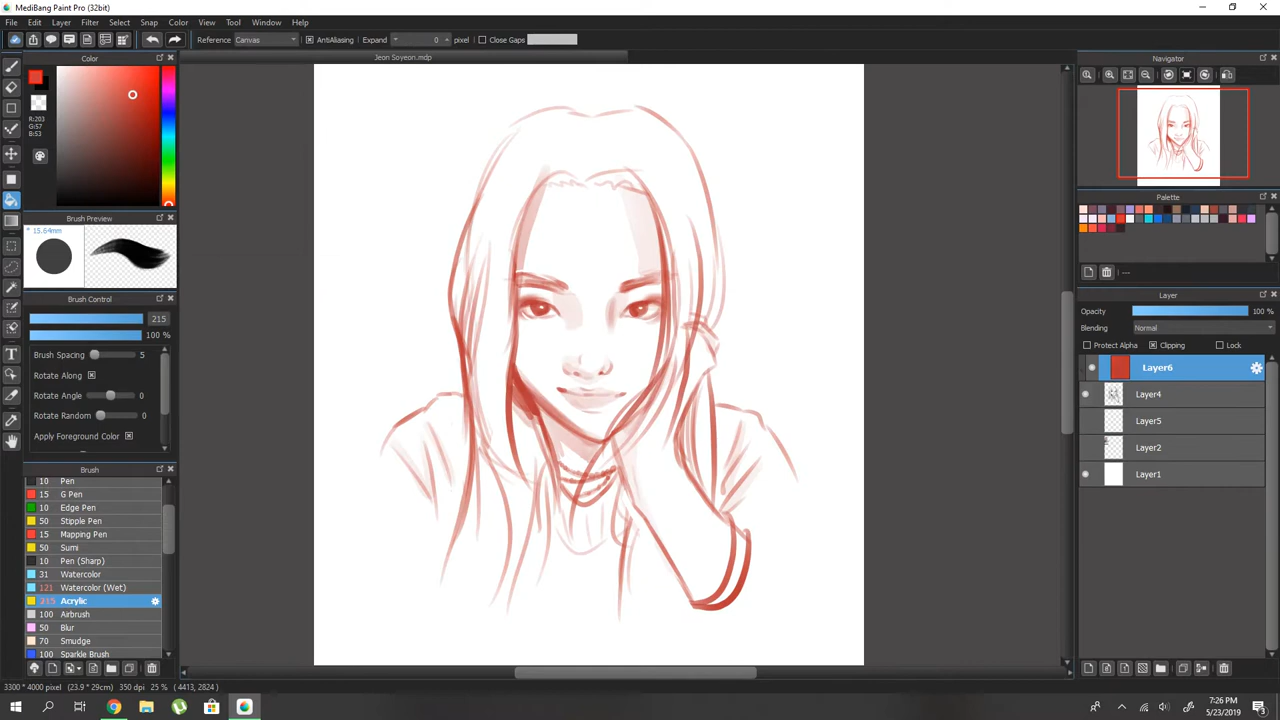 MediBang Paint Pro (32bit)
File Edit Layer Filter Select Snap Color View Tool Window Help
Reference Canvas AntiAliasing Expand 0 pixel Close Gaps
Color
R:203
G:57
B:53
Brush Preview
* 15.64mm
Brush Control
215
100 %
Brush Spacing 5
Rotate Along
Rotate Angle 0
Rotate Random 0
Apply Foreground Color
Brush
10 Pen
15 G Pen
10 Edge Pen
50 Stipple Pen
15 Mapping Pen
50 Sumi
10 Pen (Sharp)
31 Watercolor
121 Watercolor (Wet)
215 Acrylic
100 Airbrush
50 Blur
70 Smudge
100 Sparkle Brush
3300 * 4000 pixel (23.9 * 29cm) 350 dpi 25 % ( 4413, 2824 )
Jeon Soyeon.mdp
Navigator
Palette
---
Layer
Opacity 100 %
Blending Normal
Protect Alpha Clipping Lock
Layer6
Layer4
Layer5
Layer2
Layer1
7:26 PM
5/23/2019
3